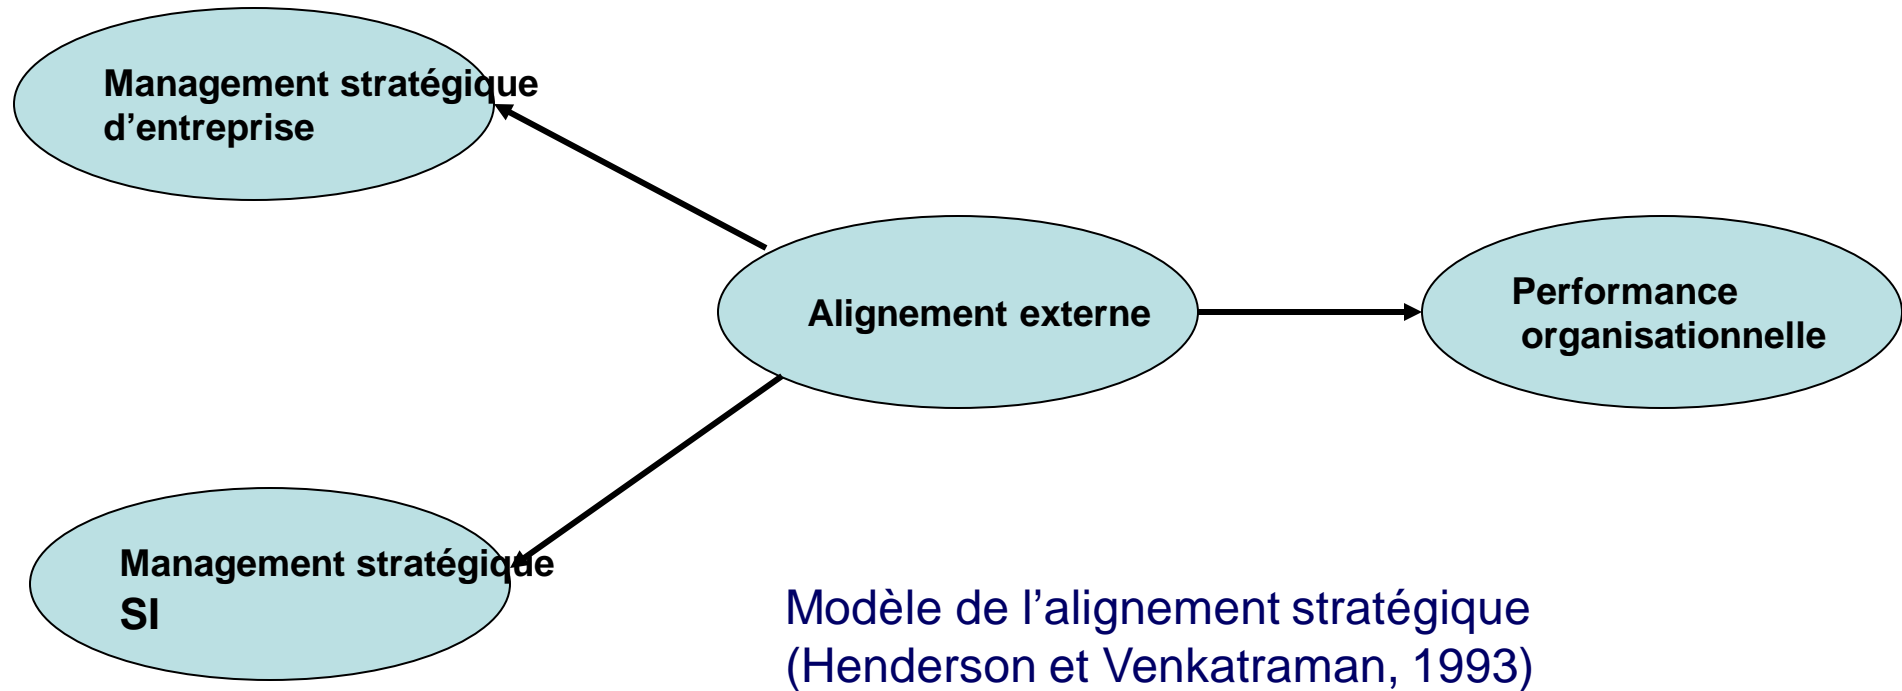 Management stratégique
d’entreprise
Alignement externe
Performance
organisationnelle
Management stratégique
SI
Modèle de l’alignement stratégique
(Henderson et Venkatraman, 1993)